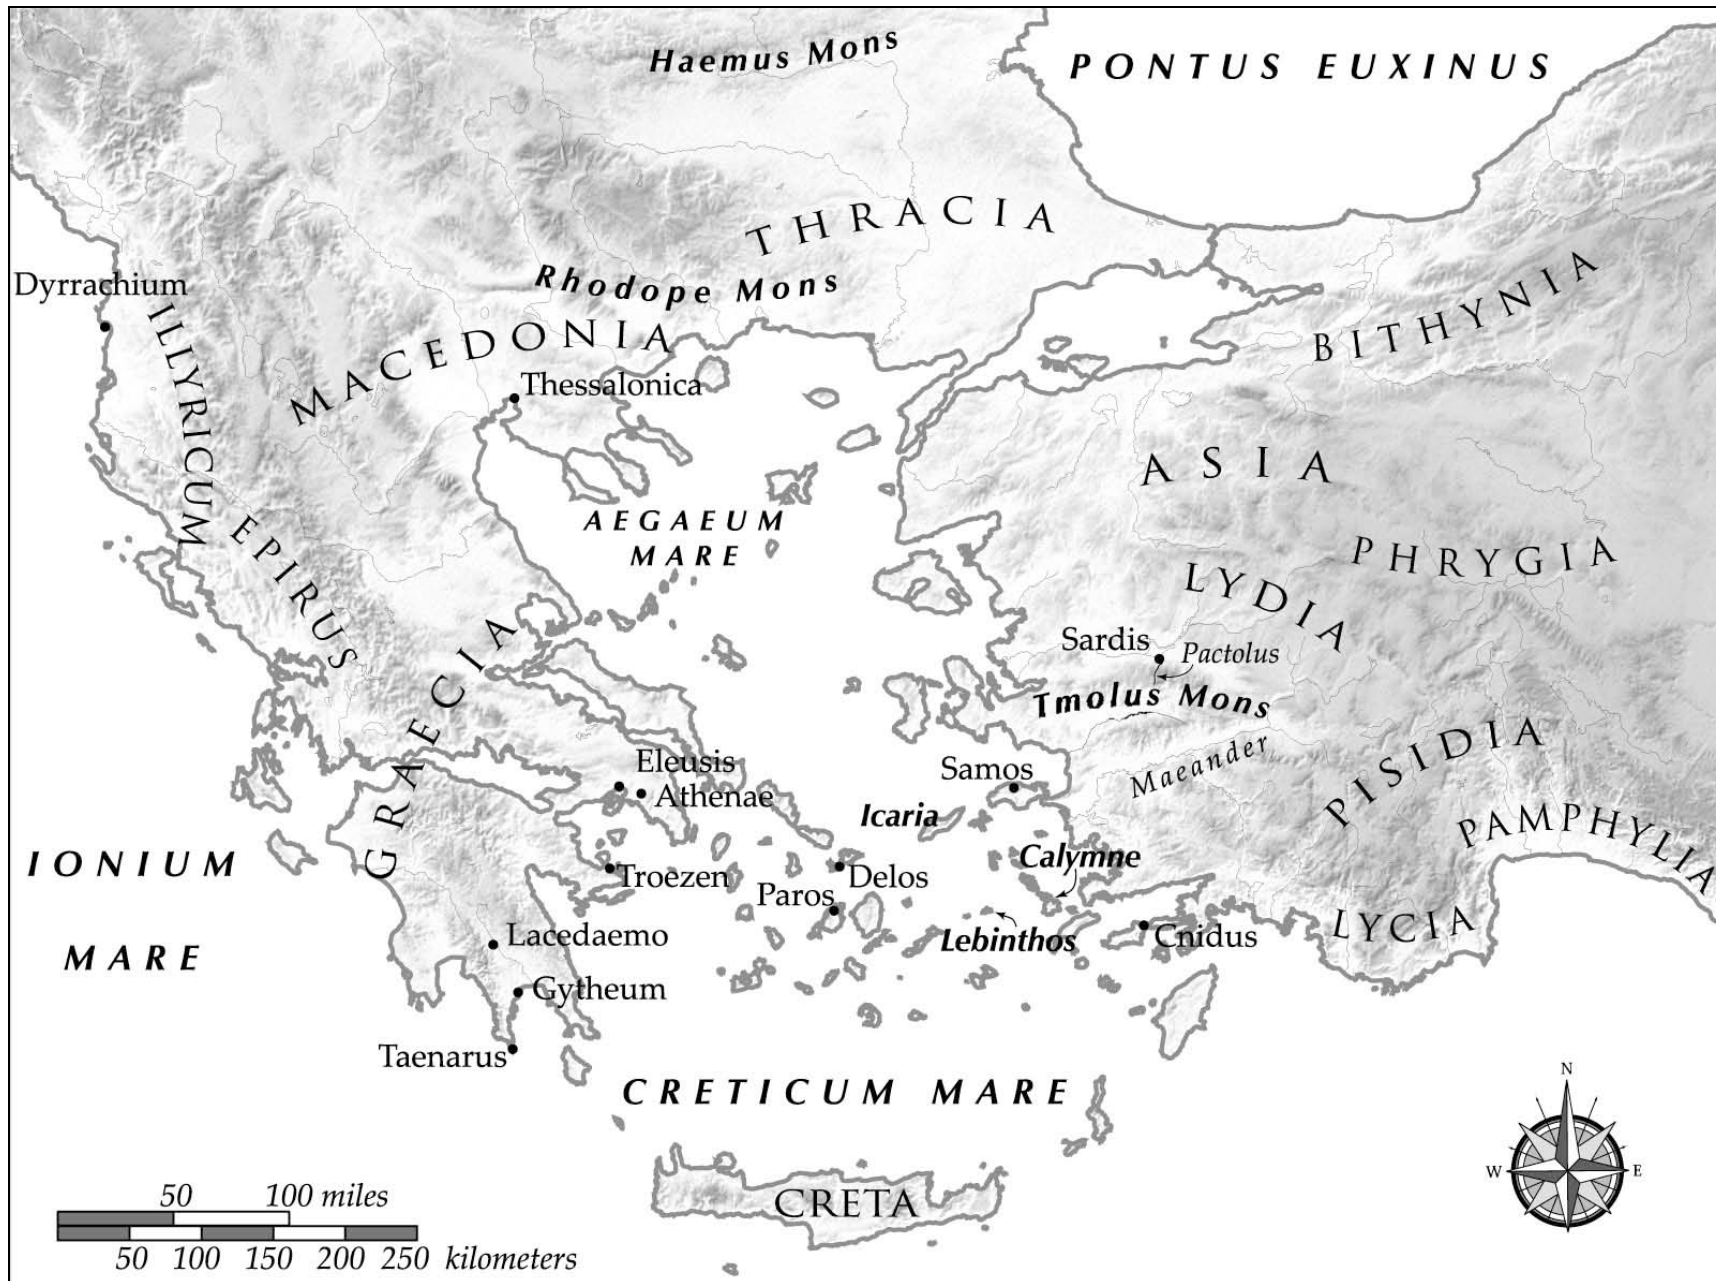 Haemus Mons
PONTUS EUXINUS
THRACIA
Dyrrachium
Rhodope Mons
BITHYNIA
ILLYRICUM
MACEDONIA
Thessalonica
ASIA
AEGAEUM
MARE
EPIRUS
PHRYGIA
LYDIA
Sardis
Pactolus
GRAECIA
Tmolus Mons
Maeander
PISIDIA
Eleusis
Athenae
Samos
Icaria
PAMPHYLIA
IONIUM
MARE
Troezen
Delos
Calymne
Paros
Lacedaemo
Lebinthos
Cnidus
LYCIA
Gytheum
Taenarus
CRETICUM MARE
N
W
E
CRETA
50 100 miles
50 100 150 200 250 kilometers